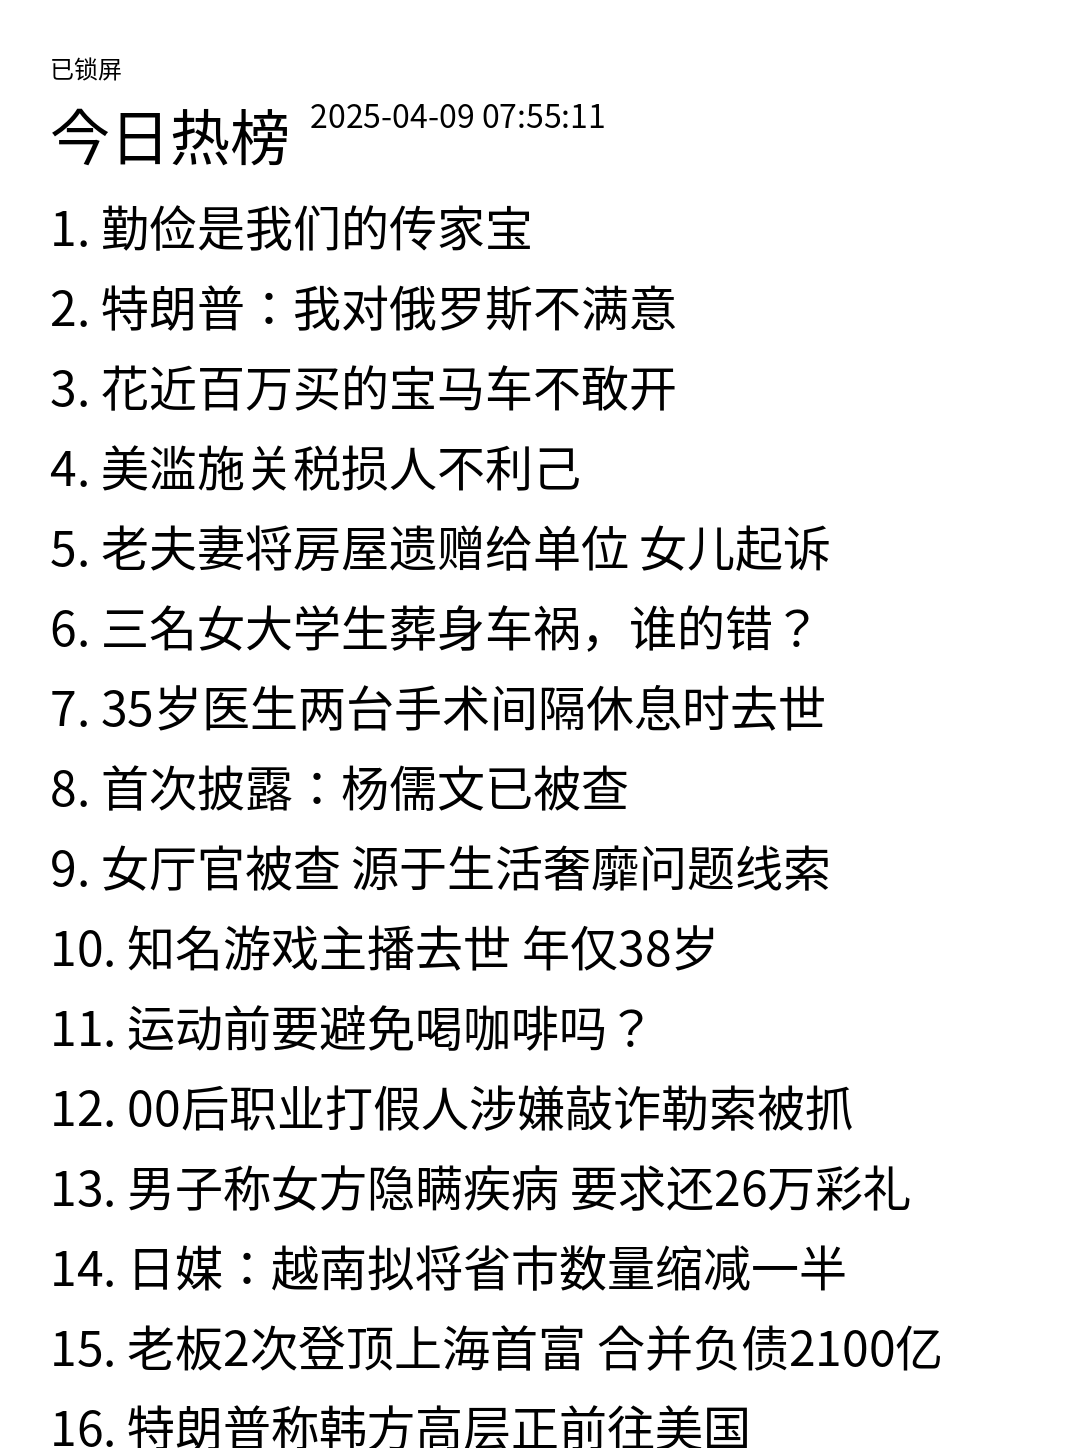 已锁屏
今日热榜 2025-04-09 07:55:11
1. 勤俭是我们的传家宝
2. 特朗普：我对俄罗斯不满意
3. 花近百万买的宝马车不敢开
4. 美滥施关税损人不利己
5. 老夫妻将房屋遗赠给单位 女儿起诉
6. 三名女大学生葬身车祸，谁的错？
7. 35岁医生两台手术间隔休息时去世
8. 首次披露：杨儒文已被查
9. 女厅官被查 源于生活奢靡问题线索
10. 知名游戏主播去世 年仅38岁
11. 运动前要避免喝咖啡吗？
12. 00后职业打假人涉嫌敲诈勒索被抓
13. 男子称女方隐瞒疾病 要求还26万彩礼
14. 日媒：越南拟将省市数量缩减一半
15. 老板2次登顶上海首富 合并负债2100亿
16. 特朗普称韩方高层正前往美国